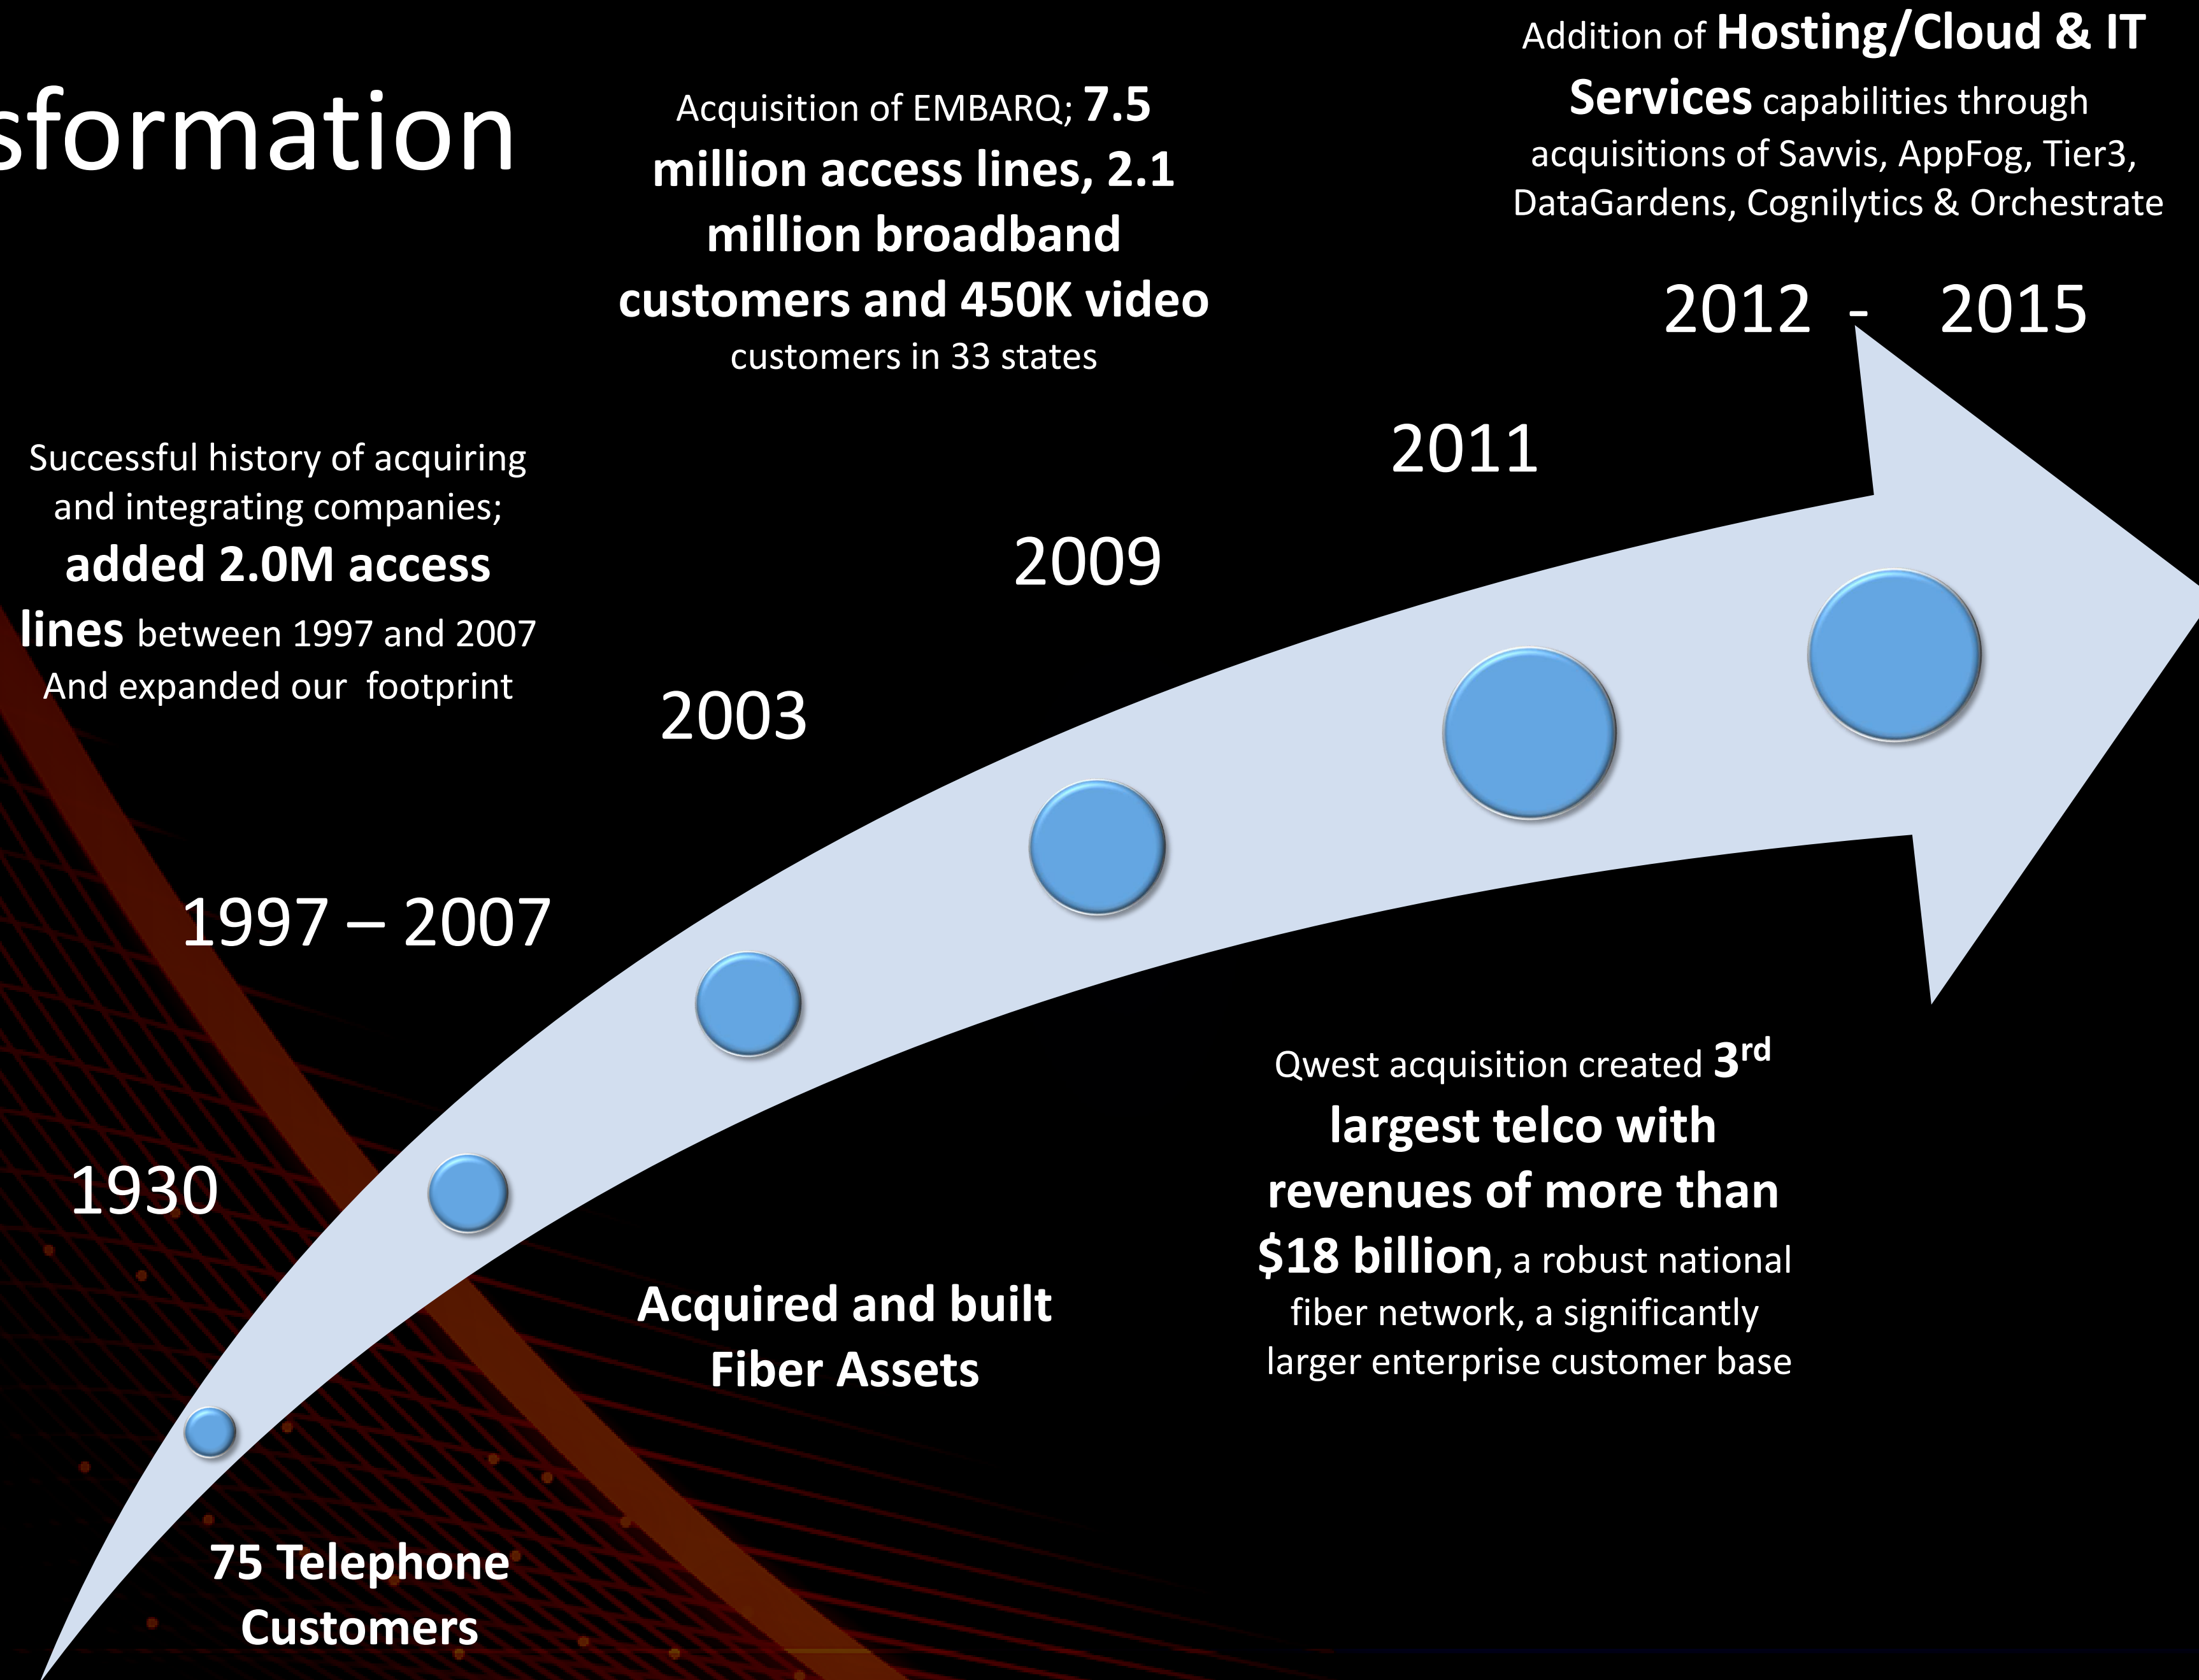 sformation
Acquisition of EMBARQ; 7.5
million access lines, 2.1
million broadband
customers and 450K video
customers in 33 states
Addition of Hosting/Cloud & IT
Services capabilities through
acquisitions of Savvis, AppFog, Tier3,
DataGardens, Cognilytics & Orchestrate
2012 - 2015
2011
Successful history of acquiring
and integrating companies;
added 2.0M access
lines between 1997 and 2007
And expanded our  footprint
2009
2003
1997 – 2007
1930
Qwest acquisition created 3rd
largest telco with
revenues of more than
$18 billion, a robust national
fiber network, a significantly
larger enterprise customer base
Acquired and built
Fiber Assets
75 Telephone
Customers